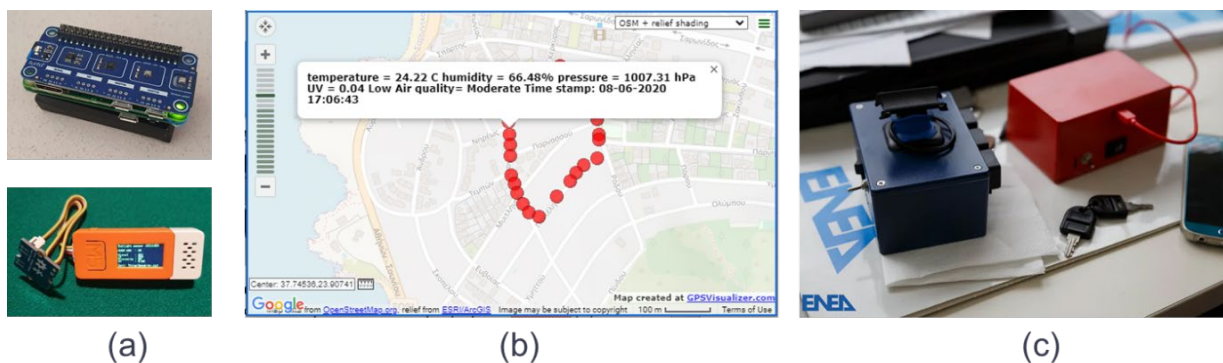 OSM + relief shading
temperature = 24.22 C humidity = 66.48% pressure = 1007.31 hPa
UV = 0.04 Low Air quality= Moderate Time stamp: 08-06-2020
17:06:43
Center: 37.74536,23.90741
Map created at GPSVisualizer.com
Google from OpenStreetMap.org, relief from ESRI/ArcGIS Image may be subject to copyright 100 m Terms of Use
ENEA
ENEA
(a)
(b)
(c)